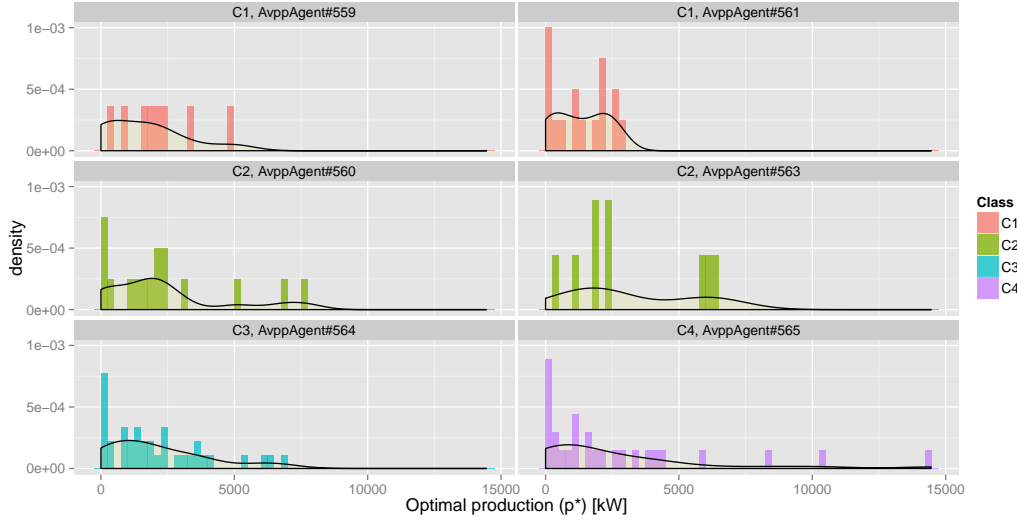 C1, AvppAgent#559
C1, AvppAgent#561
1e−03
5e−04
0e+00
C2, AvppAgent#560
C2, AvppAgent#563
1e−03
5e−04
0e+00
C3, AvppAgent#564
C4, AvppAgent#565
1e−03
5e−04
0e+00
density
0 5000 10000 15000 0 5000 10000 15000
Optimal production (p*) [kW]
Class
C1
C2
C3
C4